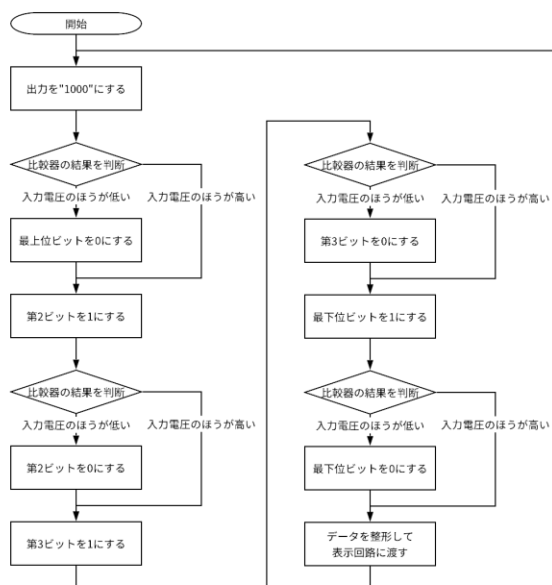 開始
出力を"1000"にする
比較器の結果を判断
入力電圧のほうが低い
入力電圧のほうが高い
最上位ビットを0にする
第2ビットを1にする
比較器の結果を判断
入力電圧のほうが低い
入力電圧のほうが高い
第2ビットを0にする
第3ビットを1にする
比較器の結果を判断
入力電圧のほうが低い
入力電圧のほうが高い
第3ビットを0にする
最下位ビットを1にする
比較器の結果を判断
入力電圧のほうが低い
入力電圧のほうが高い
最下位ビットを0にする
データを整形して
表示回路に渡す